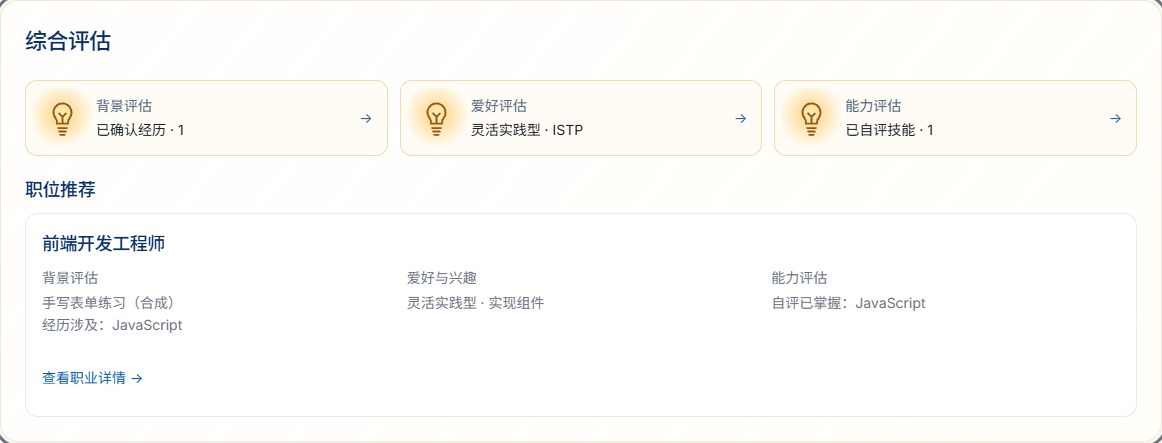 综合评估
背景评估
已确认经历 · 1
→
爱好评估
灵活实践型 · ISTP
→
能力评估
已自评技能 · 1
→
职位推荐
前端开发工程师
背景评估
手写表单练习（合成）
经历涉及：JavaScript
爱好与兴趣
灵活实践型 · 实现组件
能力评估
自评已掌握：JavaScript
查看职业详情 →